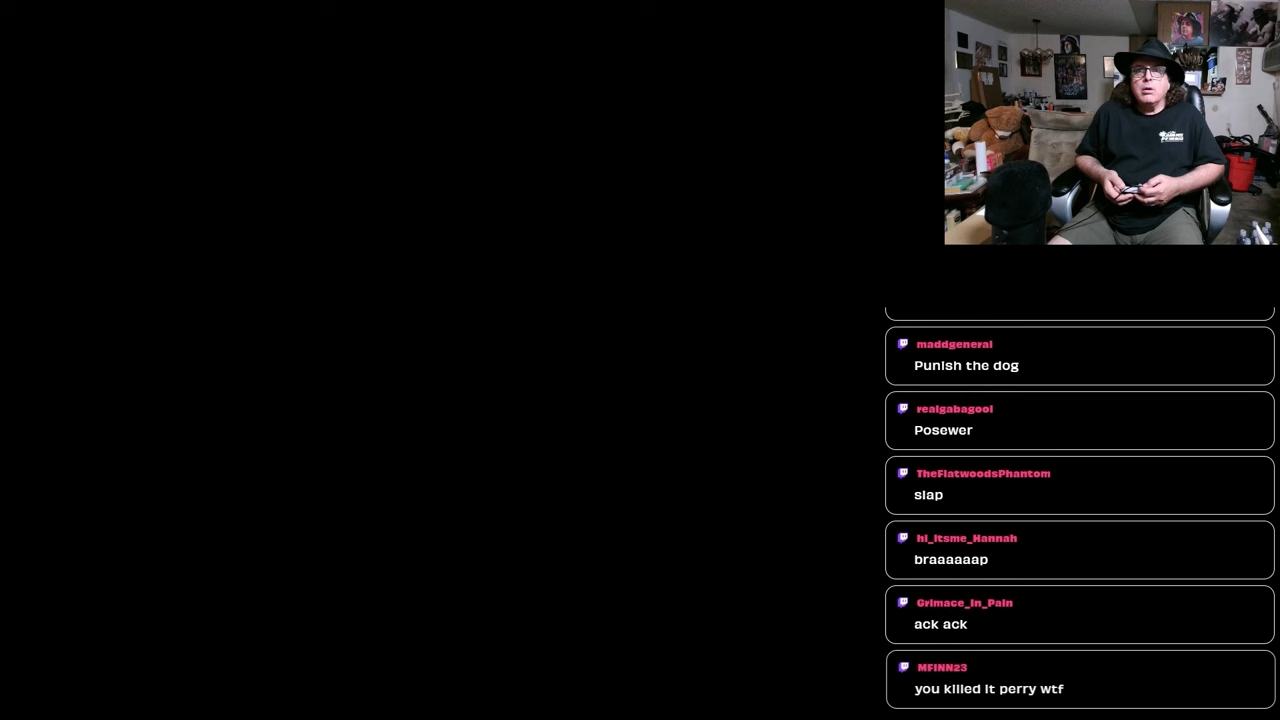 maddgeneral
Punish the dog
realgabagool
Posewer
TheFlatwoodsPhantom
slap
hi_itsme_Hannah
braaaaaap
Grimace_In_Pain
ack ack
MFINN23
you killed it perry wtf